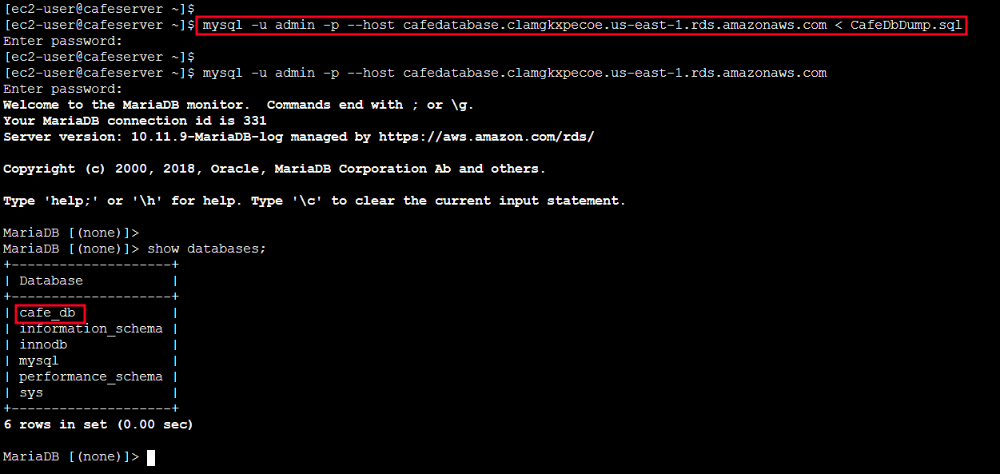 [ec2-user@cafeserver ~]$
[ec2-user@cafeserver ~]$ mysql -u admin -p --host cafedatabase.clamgkxpecoe.us-east-1.rds.amazonaws.com < CafeDbDump.sql
Enter password:
[ec2-user@cafeserver ~]$
[ec2-user@cafeserver ~]$ mysql -u admin -p --host cafedatabase.clamgkxpecoe.us-east-1.rds.amazonaws.com
Enter password:
Welcome to the MariaDB monitor.  Commands end with ; or \g.
Your MariaDB connection id is 331
Server version: 10.11.9-MariaDB-log managed by https://aws.amazon.com/rds/
Copyright (c) 2000, 2018, Oracle, MariaDB Corporation Ab and others.
Type 'help;' or '\h' for help. Type '\c' to clear the current input statement.
MariaDB [(none)]>
MariaDB [(none)]> show databases;
+--------------------+
| Database           |
+--------------------+
| cafe_db            |
| information_schema |
| innodb             |
| mysql              |
| performance_schema |
| sys                |
+--------------------+
6 rows in set (0.00 sec)
MariaDB [(none)]>